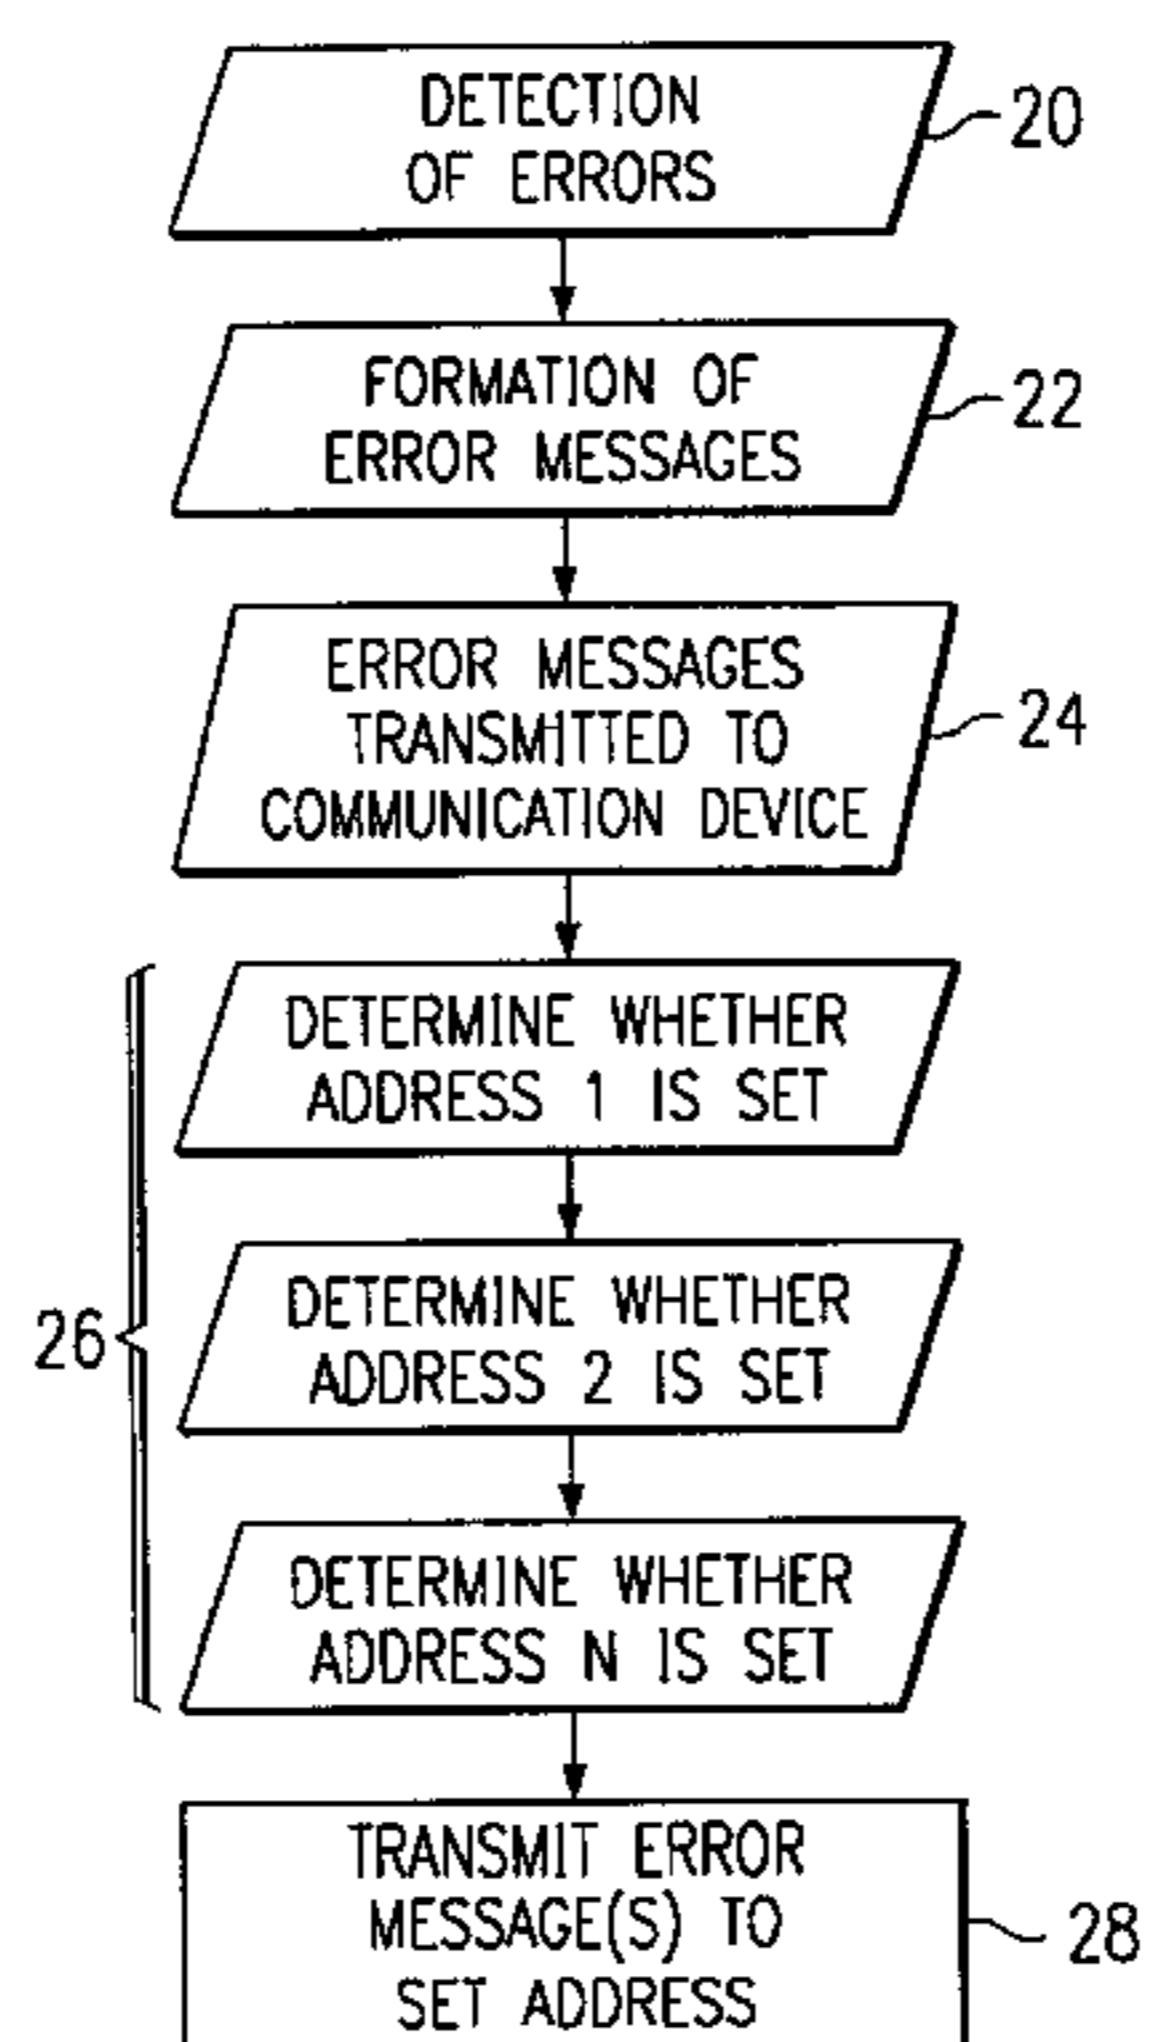 DETECTION
OF ERRORS
20
FORMATION OF
ERROR MESSAGES
22
ERROR MESSAGES
TRANSMITTED TO
COMMUNICATION DEVICE
24
DETERMINE WHETHER
ADDRESS 1 IS SET
DETERMINE WHETHER
ADDRESS 2 IS SET
26
DETERMINE WHETHER
ADDRESS N IS SET
TRANSMIT ERROR
MESSAGE(S) TO
SET ADDRESS
28